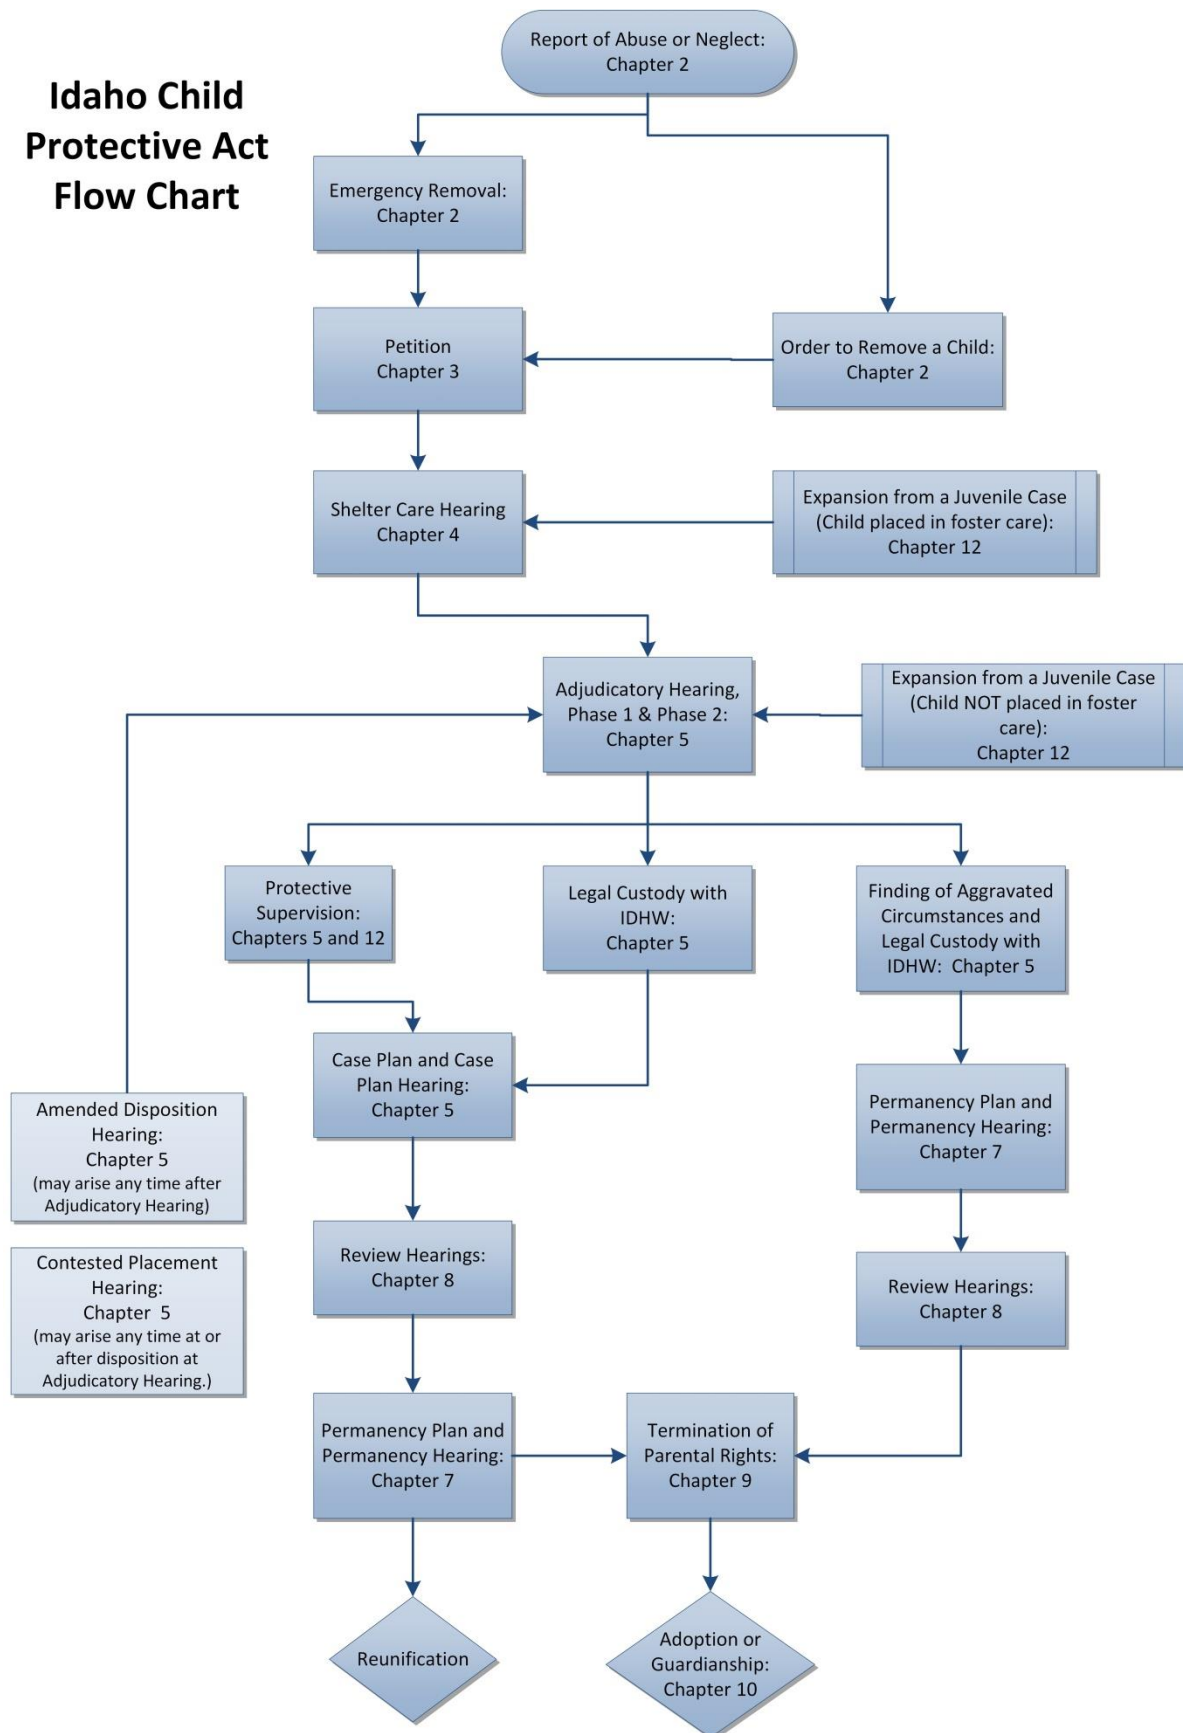 Idaho Child
Protective Act
Flow Chart
Report of Abuse or Neglect:
Chapter 2
Emergency Removal:
Chapter 2
Petition
Chapter 3
Order to Remove a Child:
Chapter 2
Shelter Care Hearing
Chapter 4
Expansion from a Juvenile Case
(Child placed in foster care):
Chapter 12
Adjudicatory Hearing,
Phase 1 & Phase 2:
Chapter 5
Expansion from a Juvenile Case
(Child NOT placed in foster
care):
Chapter 12
Protective
Supervision:
Chapters 5 and 12
Legal Custody with
IDHW:
Chapter 5
Finding of Aggravated
Circumstances and
Legal Custody with
IDHW:  Chapter 5
Case Plan and Case
Plan Hearing:
Chapter 5
Permanency Plan and
Permanency Hearing:
Chapter 7
Amended Disposition
Hearing:
Chapter 5
(may arise any time after
Adjudicatory Hearing)
Contested Placement
Hearing:
Chapter  5
(may arise any time at or
after disposition at
Adjudicatory Hearing.)
Review Hearings:
Chapter 8
Review Hearings:
Chapter 8
Permanency Plan and
Permanency Hearing:
Chapter 7
Termination of
Parental Rights:
Chapter 9
Reunification
Adoption or
Guardianship:
Chapter 10